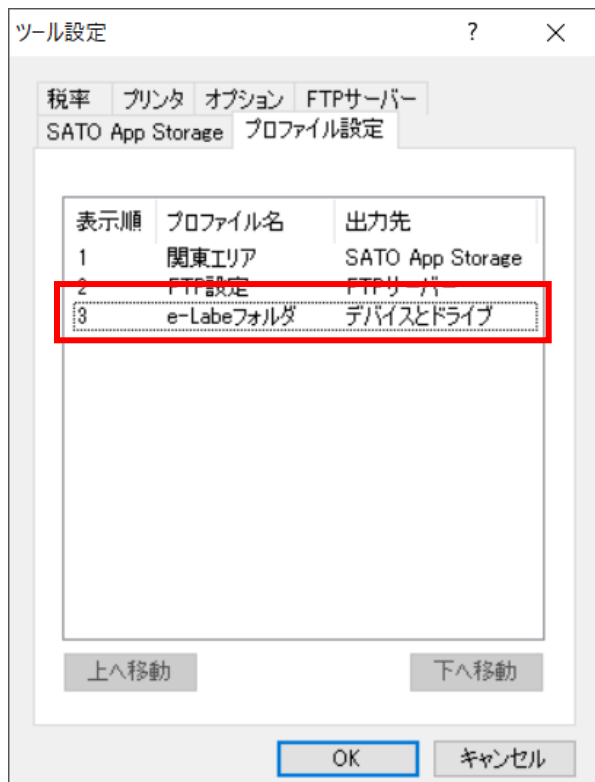 ツール設定
?
税率 プリンタ オプション FTPサーバー
SATO App Storage プロファイル設定
表示順 プロファイル名 出力先
1 関東エリア SATO App Storage
2 FTP設定 FTPサーバー
3 e-Labeフォルダ デバイスとドライブ
上へ移動 下へ移動
OK キャンセル